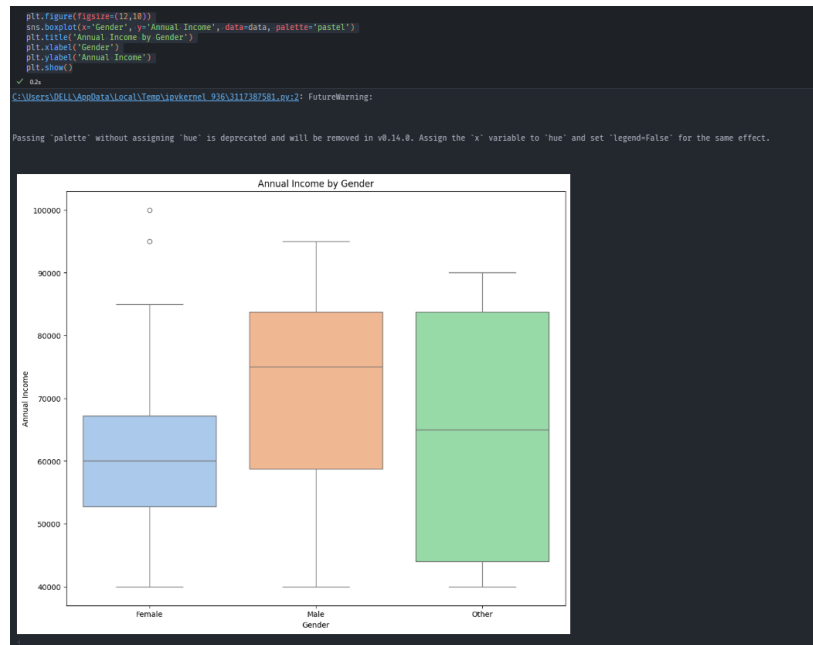 plt.figure(figsize=(12,10))
sns.boxplot(x='Gender', y='Annual Income', data=data, palette='pastel')
plt.title('Annual Income by Gender')
plt.xlabel('Gender')
plt.ylabel('Annual Income')
plt.show()
✓ 0.2s
C:\Users\DELL\AppData\Local\Temp\ipykernel_936\3117387581.py:2: FutureWarning:
Passing `palette` without assigning `hue` is deprecated and will be removed in v0.14.0. Assign the `x` variable to `hue` and set `legend=False` for the same effect.
Annual Income by Gender
100000
90000
80000
70000
60000
50000
40000
Annual Income
Female Male Other
Gender